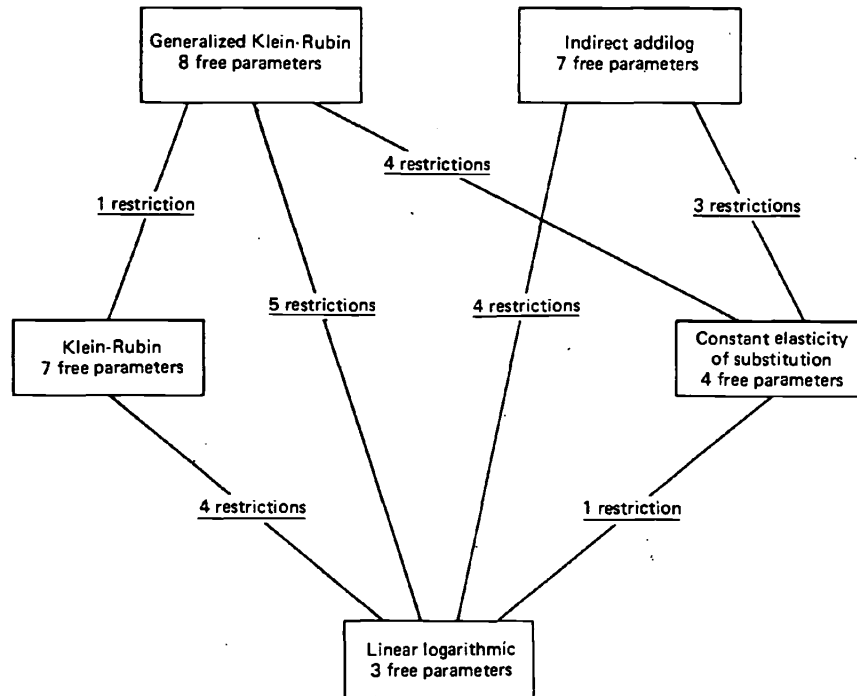 Generalized Klein-Rubin
8 free parameters
Indirect addilog
7 free parameters
4 restrictions
1 restriction
3 restrictions
5 restrictions
4 restrictions
Klein-Rubin
7 free parameters
Constant elasticity
of substitution
4 free parameters
4 restrictions
1 restriction
Linear logarithmic
3 free parameters